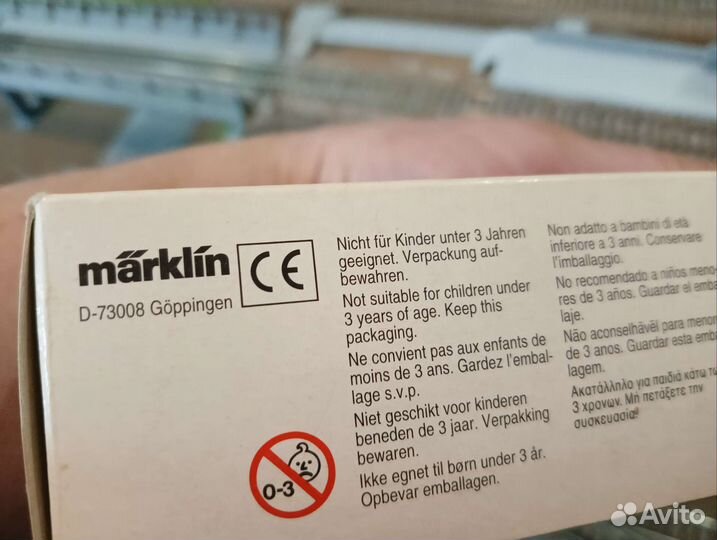 märklin
D-73008 Göppingen
CE
Nicht für Kinder unter 3 Jahren
geeignet. Verpackung auf-
bewahren.
Not suitable for children under
3 years of age. Keep this
packaging.
Ne convient pas aux enfants de
moins de 3 ans. Gardez l'embal-
lage s.v.p.
Niet geschikt voor kinderen
beneden de 3 jaar. Verpakking
bewaren.
Ikke egnet til børn under 3 år.
Opbevar emballagen.
0-3
Non adatto a bambini di età
inferiore a 3 anni. Conservare
l'imballaggio.
No recomendado a niños meno-
res de 3 años. Guardar el emba
laje.
Não aconselhável para menor
de 3 anos. Guardar esta emba
lagem.
Ακατάλληλο για παιδιά κάτω τω
3 χρονων. Μή πετάξετε την
συσκευασία!
Avito